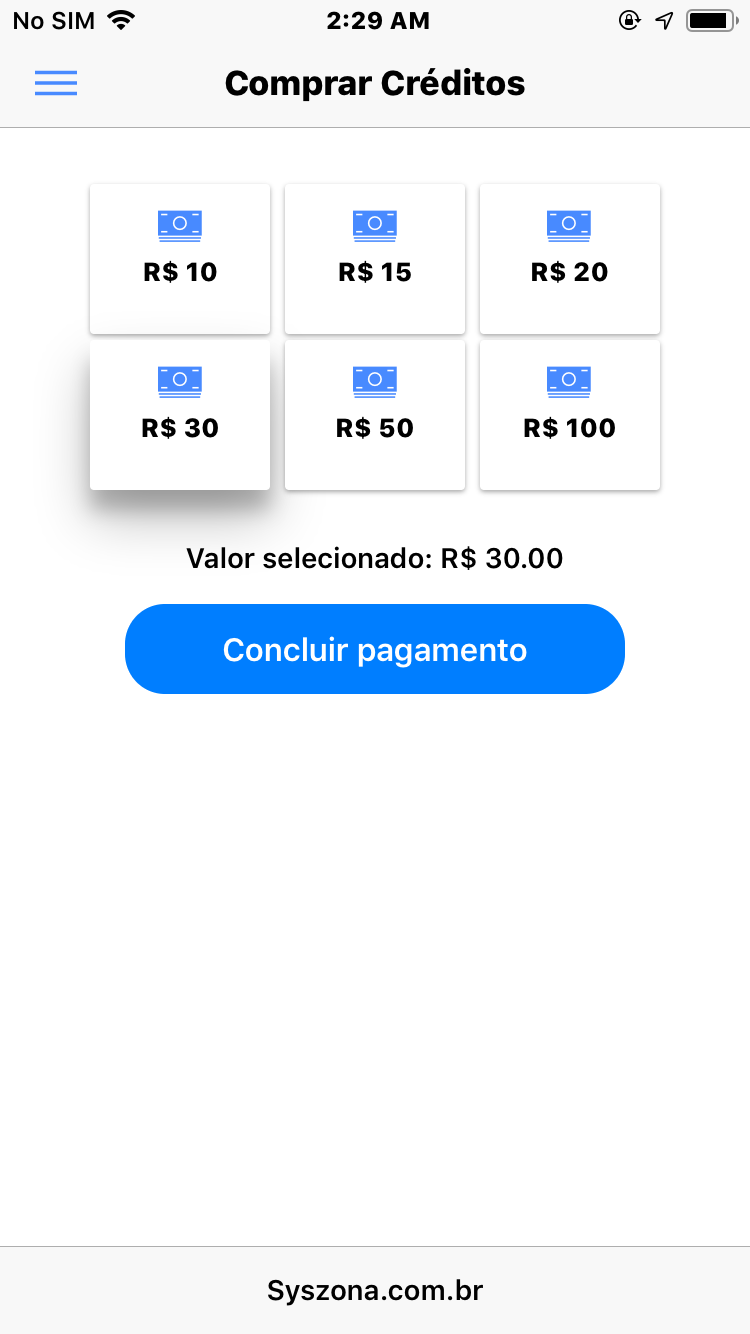 No SIM 2:29 AM
Comprar Créditos
R$ 10 R$ 15 R$ 20
R$ 30 R$ 50 R$ 100
Valor selecionado: R$ 30.00
Concluir pagamento
Syszona.com.br